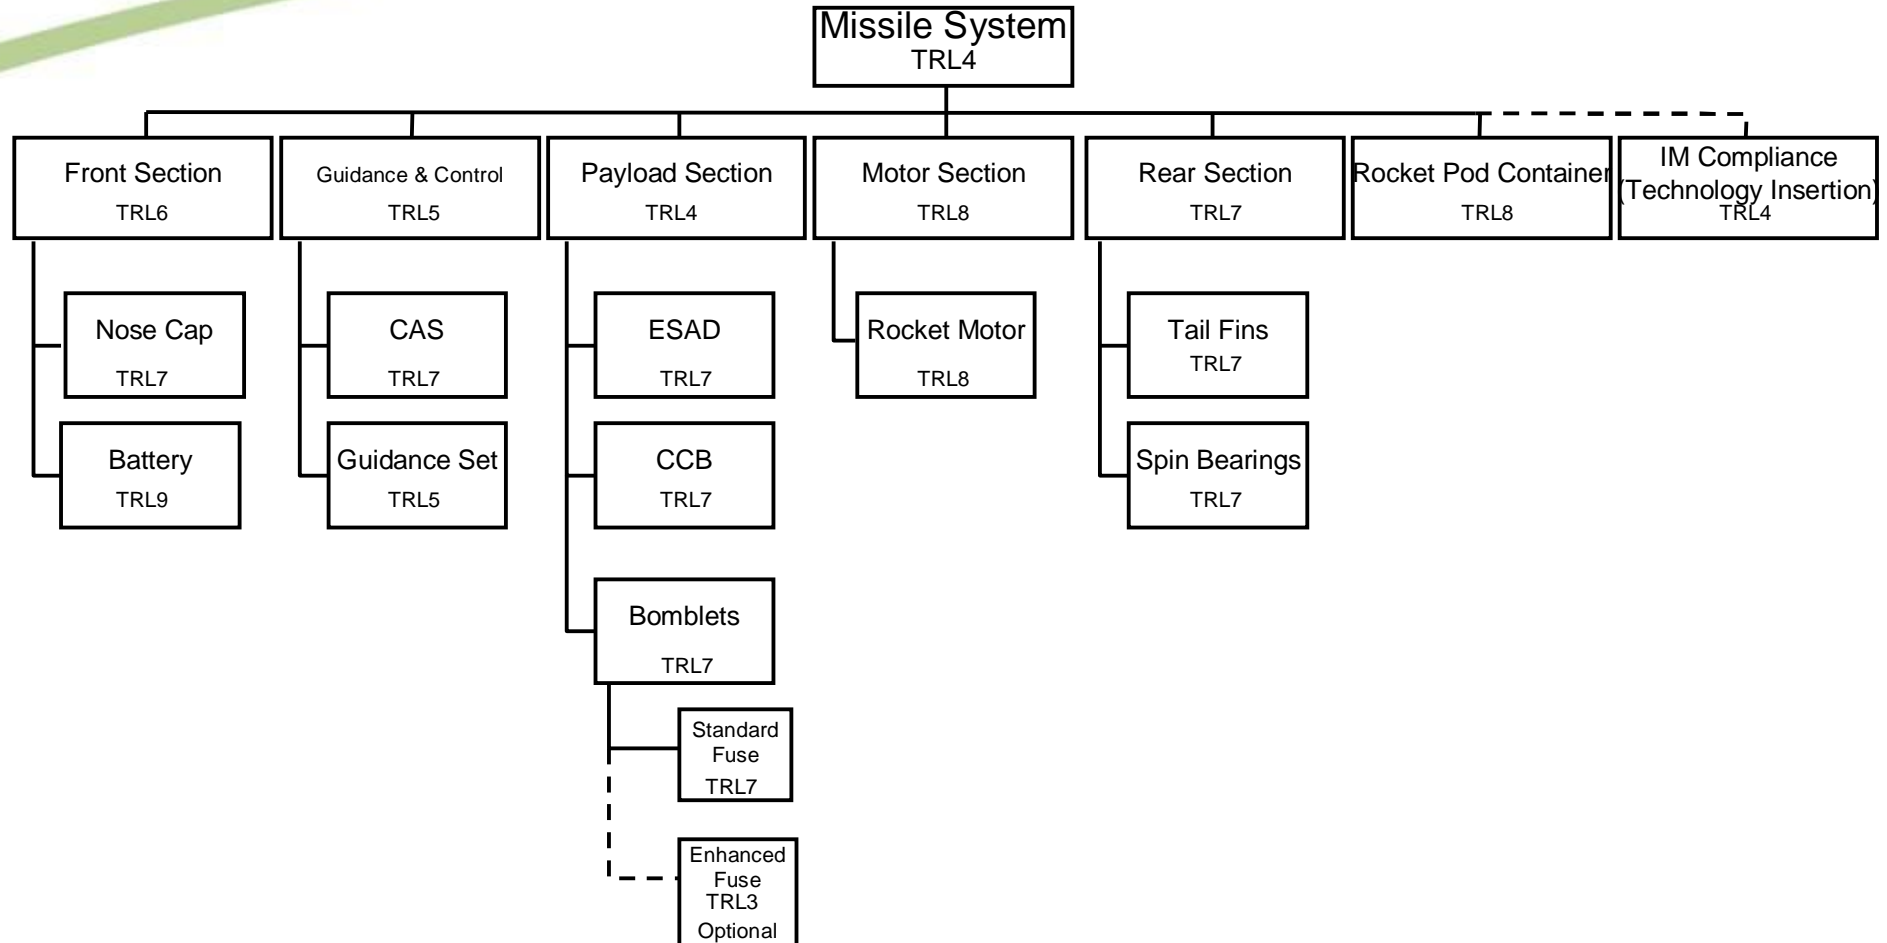 Missile System
TRL4
Front Section
TRL6
Guidance & Control
TRL5
Payload Section
TRL4
Motor Section
TRL8
Rear Section
TRL7
Rocket Pod Container
TRL8
IM Compliance
(Technology Insertion)
TRL4
Nose Cap
TRL7
CAS
TRL7
ESAD
TRL7
Rocket Motor
TRL8
Tail Fins
TRL7
Battery
TRL9
Guidance Set
TRL5
CCB
TRL7
Spin Bearings
TRL7
Bomblets
TRL7
Standard
Fuse
TRL7
Enhanced
Fuse
TRL3
Optional